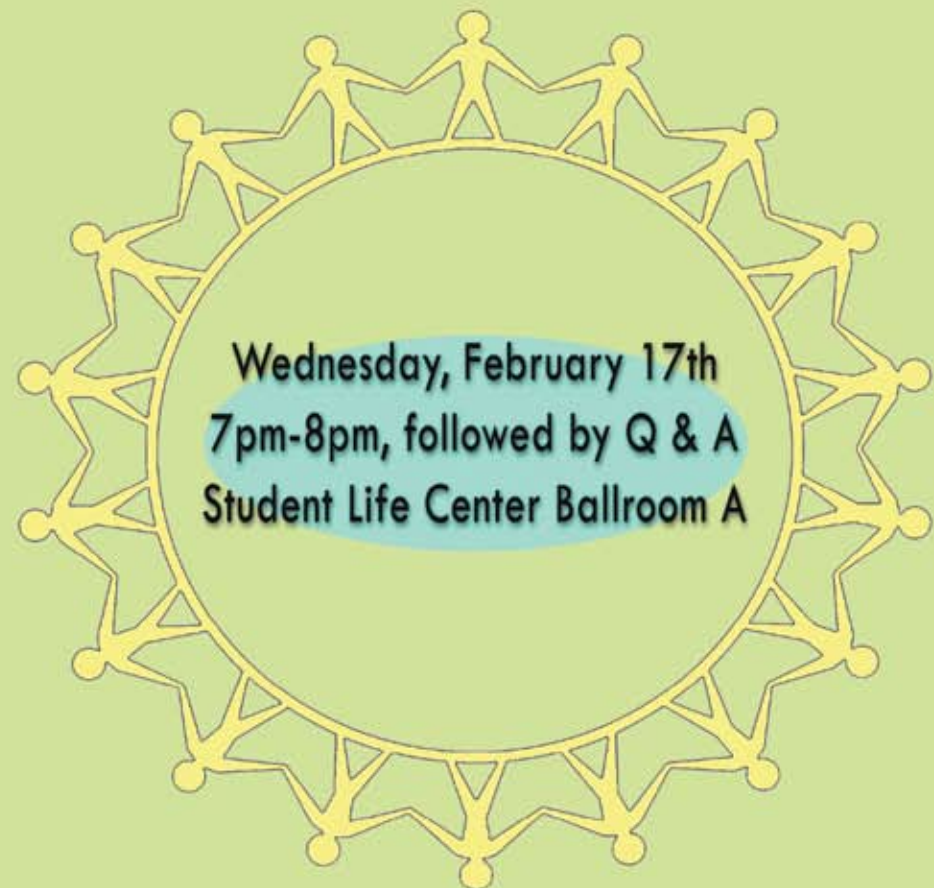 Wednesday, February 17th
7pm-8pm, followed by Q & A
Student Life Center Ballroom A